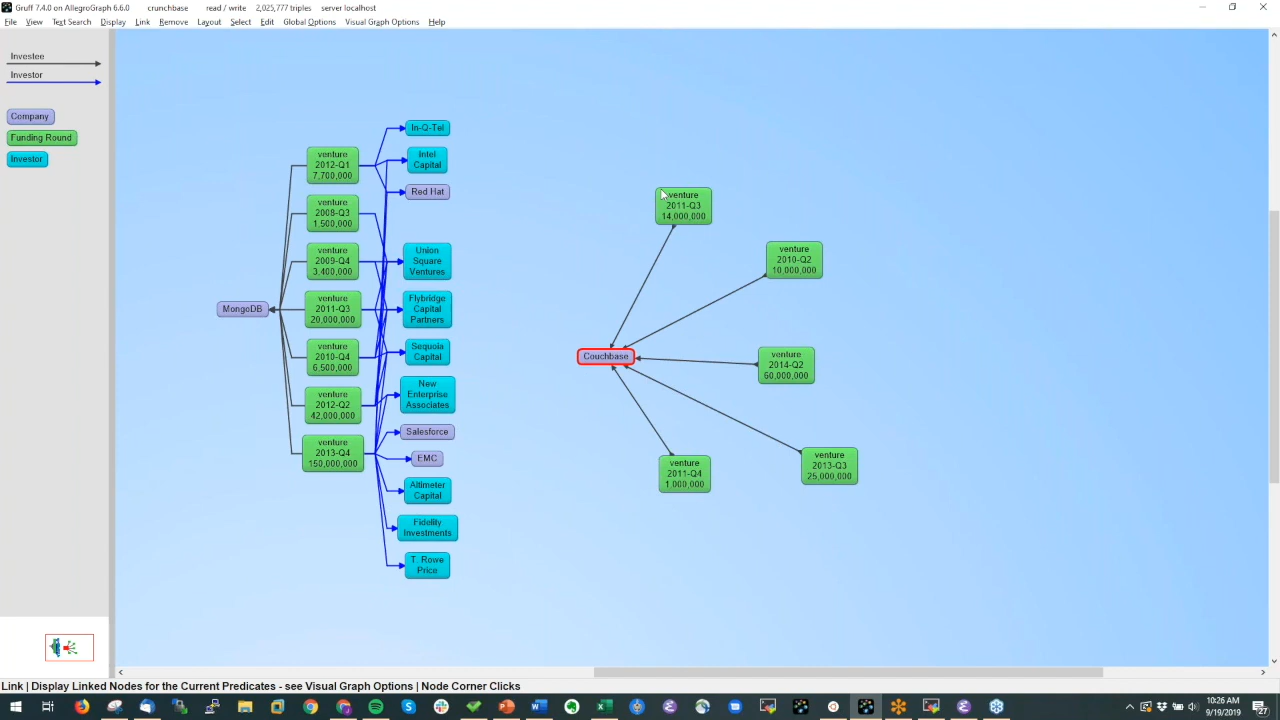 Gruff 7.4.0 on AllegroGraph 6.6.0 crunchbase read / write 2,025,777 triples server localhost
File View Text Search Display Link Remove Layout Select Edit Global Options Visual Graph Options Help
Investee
Investor
Company
Funding Round
Investor
MongoDB
venture
2012-Q1
7,700,000
venture
2008-Q3
1,500,000
venture
2009-Q4
3,400,000
venture
2011-Q3
20,000,000
venture
2010-Q4
6,500,000
venture
2012-Q2
42,000,000
venture
2013-Q4
150,000,000
In-Q-Tel
Intel
Capital
Red Hat
Union
Square
Ventures
Flybridge
Capital
Partners
Sequoia
Capital
New
Enterprise
Associates
Salesforce
EMC
Altimeter
Capital
Fidelity
Investments
T. Rowe
Price
venture
2011-Q3
14,000,000
venture
2010-Q2
10,000,000
Couchbase
venture
2014-Q2
60,000,000
venture
2013-Q3
25,000,000
venture
2011-Q4
1,000,000
Link | Display Linked Nodes for the Current Predicates - see Visual Graph Options | Node Corner Clicks
10:26 AM
9/19/2019